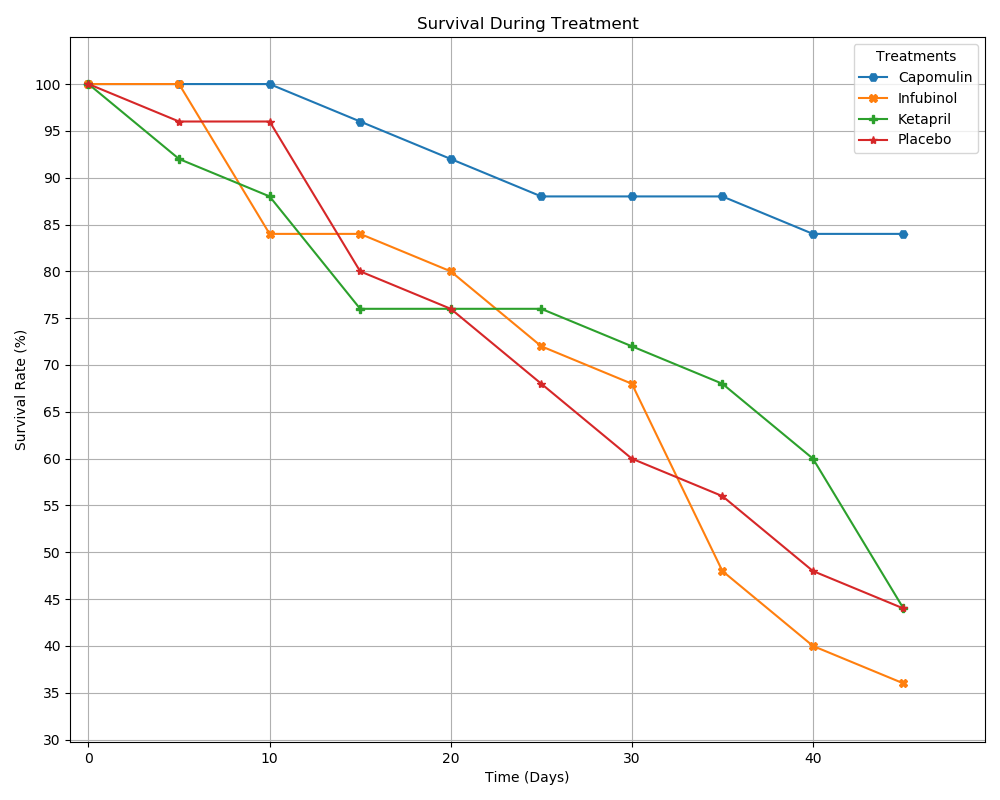 Survival During Treatment
Treatments
Capomulin
Infubinol
Ketapril
Placebo
Survival Rate (%)
100
95
90
85
80
75
70
65
60
55
50
45
40
35
30
0 10 20 30 40
Time (Days)